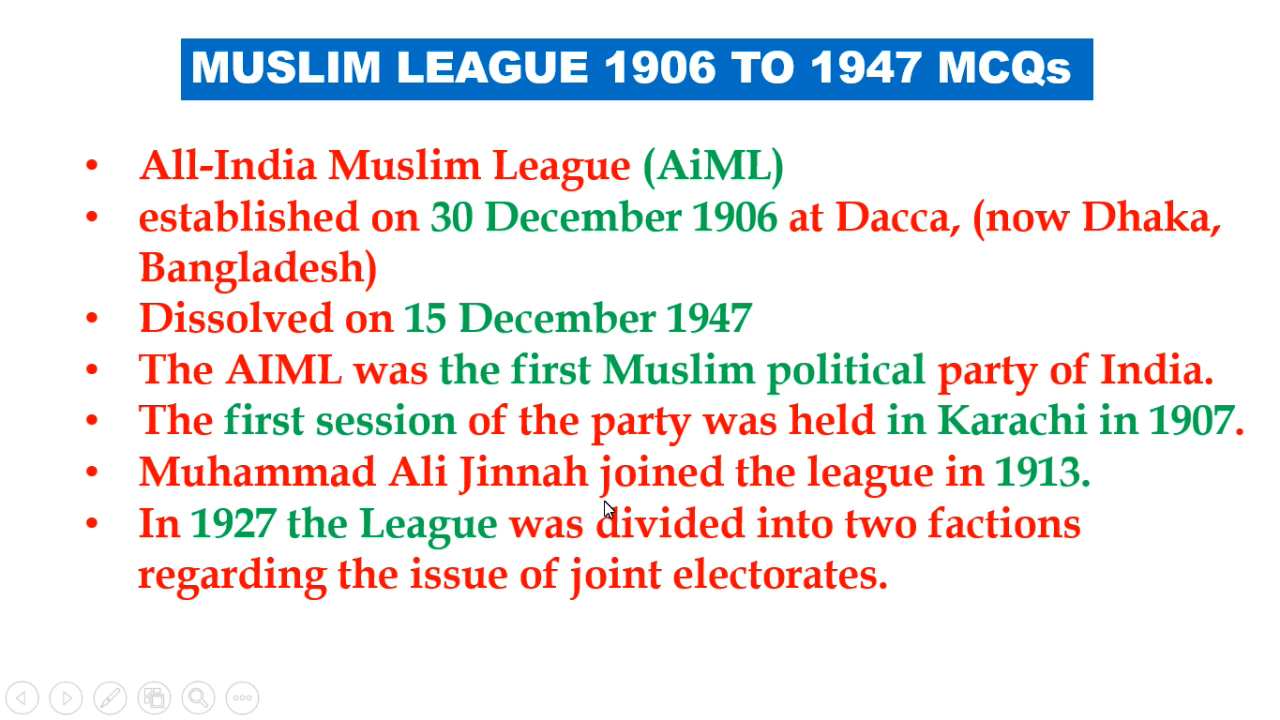 MUSLIM LEAGUE 1906 TO 1947 MCQs
• All-India Muslim League (AiML)
• established on 30 December 1906 at Dacca, (now Dhaka,
Bangladesh)
• Dissolved on 15 December 1947
• The AIML was the first Muslim political party of India.
• The first session of the party was held in Karachi in 1907.
• Muhammad Ali Jinnah joined the league in 1913.
• In 1927 the League was divided into two factions
regarding the issue of joint electorates.